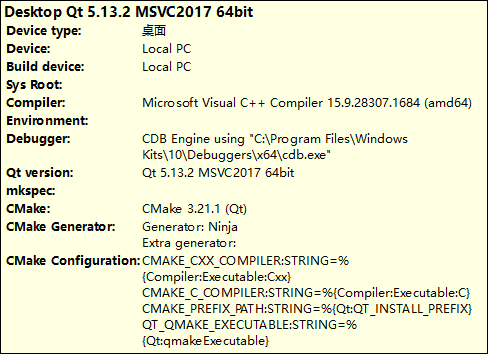 Desktop Qt 5.13.2 MSVC2017 64bit
Device type: 桌面
Device: Local PC
Build device: Local PC
Sys Root:
Compiler: Microsoft Visual C++ Compiler 15.9.28307.1684 (amd64)
Environment:
Debugger: CDB Engine using "C:\Program Files\Windows
Kits\10\Debuggers\x64\cdb.exe"
Qt version: Qt 5.13.2 MSVC2017 64bit
mkspec:
CMake: CMake 3.21.1 (Qt)
CMake Generator: Generator: Ninja
Extra generator:
CMake Configuration: CMAKE_CXX_COMPILER:STRING=%
{Compiler:Executable:Cxx}
CMAKE_C_COMPILER:STRING=%{Compiler:Executable:C}
CMAKE_PREFIX_PATH:STRING=%{Qt:QT_INSTALL_PREFIX}
QT_QMAKE_EXECUTABLE:STRING=%
{Qt:qmakeExecutable}